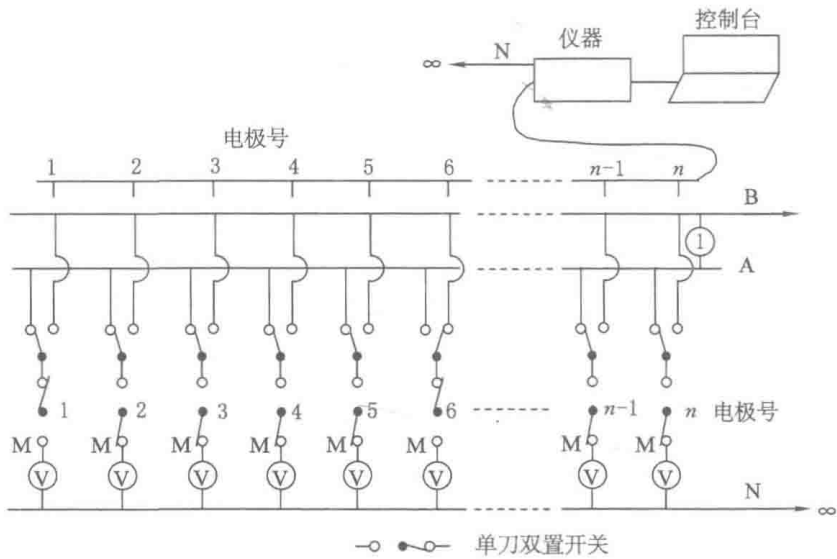 控制台
仪器
N
∞
电极号
1 2 3 4 5 6 n-1 n
B
1
A
1 2 3 4 5 6 n-1 n 电极号
M M M M M M M M
V V V V V V V V
N
∞
单刀双置开关